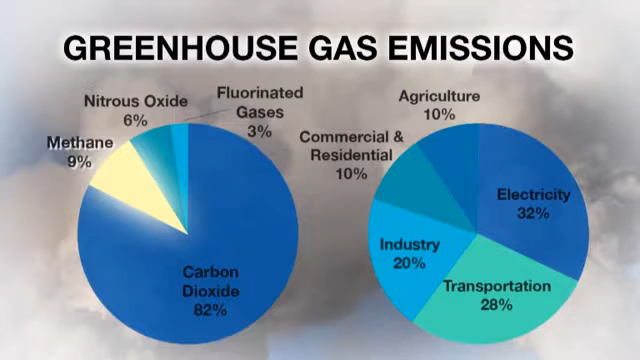 GREENHOUSE GAS EMISSIONS
Nitrous Oxide
6%
Fluorinated
Gases
3%
Methane
9%
Carbon
Dioxide
82%
Agriculture
10%
Commercial &
Residential
10%
Electricity
32%
Industry
20%
Transportation
28%